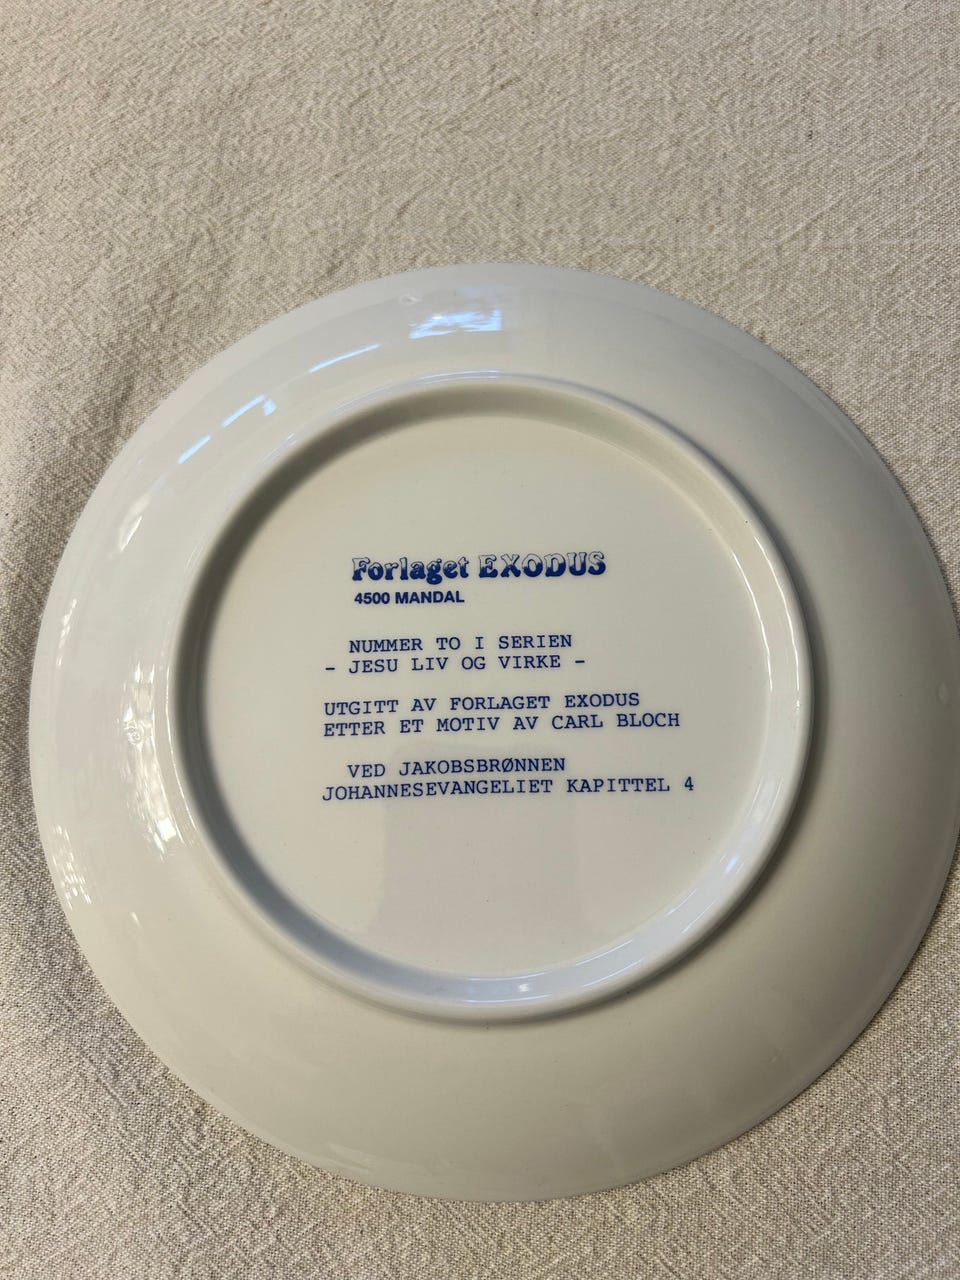 Forlaget EXODUS
4500 MANDAL
NUMMER TO I SERIEN
- JESU LIV OG VIRKE -
UTGITT AV FORLAGET EXODUS
ETTER ET MOTIV AV CARL BLOCH
VED JAKOBSBRØNNEN
JOHANNESEVANGELIET KAPITTEL 4